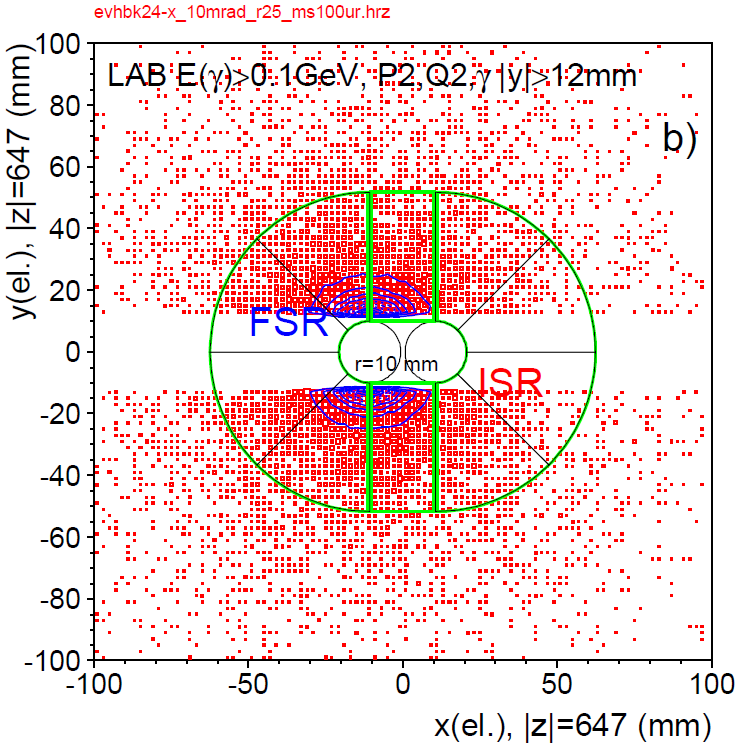 evhbk24-x_10mrad_r25_ms100ur.hrz
LAB E(γ)>0.1GeV, P2,Q2,γ |y|>12mm
b)
y(el.), |z|=647 (mm)
100
80
60
40
20
0
-20
-40
-60
-80
-100
FSR
r=10 mm
ISR
-100
-50
0
50
100
x(el.), |z|=647 (mm)